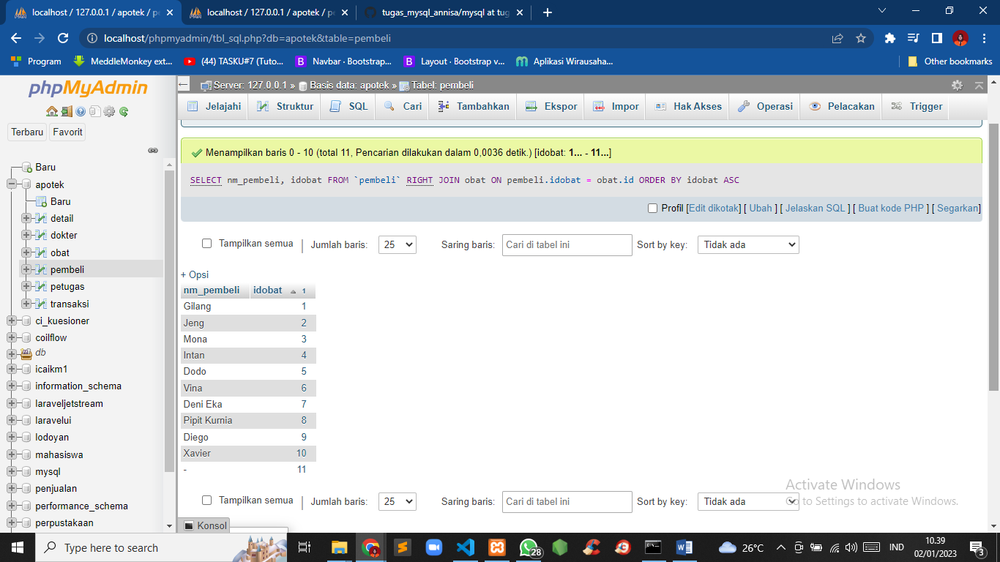 localhost / 127.0.0.1 / apotek / pe
localhost / 127.0.0.1 / apotek / pe
tugas_mysql_annisa/mysql at tug
localhost/phpmyadmin/tbl_sql.php?db=apotek&table=pembeli
Program
MeddleMonkey ext...
(44) TASKU#7 (Tuto...
B Navbar · Bootstrap...
B Layout · Bootstrap v...
Aplikasi Wirausaha...
Other bookmarks
phpMyAdmin
Terbaru Favorit
Baru
apotek
Baru
detail
dokter
obat
pembeli
petugas
transaksi
ci_kuesioner
coilflow
db
icaikm1
information_schema
laraveljetstream
laravelui
lodoyan
mahasiswa
mysql
penjualan
performance_schema
perpustakaan
Server: 127.0.0.1 » Basis data: apotek » Tabel: pembeli
Jelajahi Struktur SQL Cari Tambahkan Ekspor Impor Hak Akses Operasi Pelacakan Trigger
Menampilkan baris 0 - 10 (total 11, Pencarian dilakukan dalam 0,0036 detik.) [idobat: 1... - 11...]
SELECT nm_pembeli, idobat FROM `pembeli` RIGHT JOIN obat ON pembeli.idobat = obat.id ORDER BY idobat ASC
Profil [Edit dikotak] [ Ubah ] [ Jelaskan SQL ] [ Buat kode PHP ] [ Segarkan]
Tampilkan semua | Jumlah baris: 25 Saring baris: Cari di tabel ini Sort by key: Tidak ada
+ Opsi
nm_pembeli idobat 1
Gilang 1
Jeng 2
Mona 3
Intan 4
Dodo 5
Vina 6
Deni Eka 7
Pipit Kurnia 8
Diego 9
Xavier 10
- 11
Tampilkan semua | Jumlah baris: 25 Saring baris: Cari di tabel ini Sort by key: Tidak ada
Activate Windows
Go to Settings to activate Windows.
Konsol
Type here to search
28
26°C
IND
10.39
02/01/2023
3